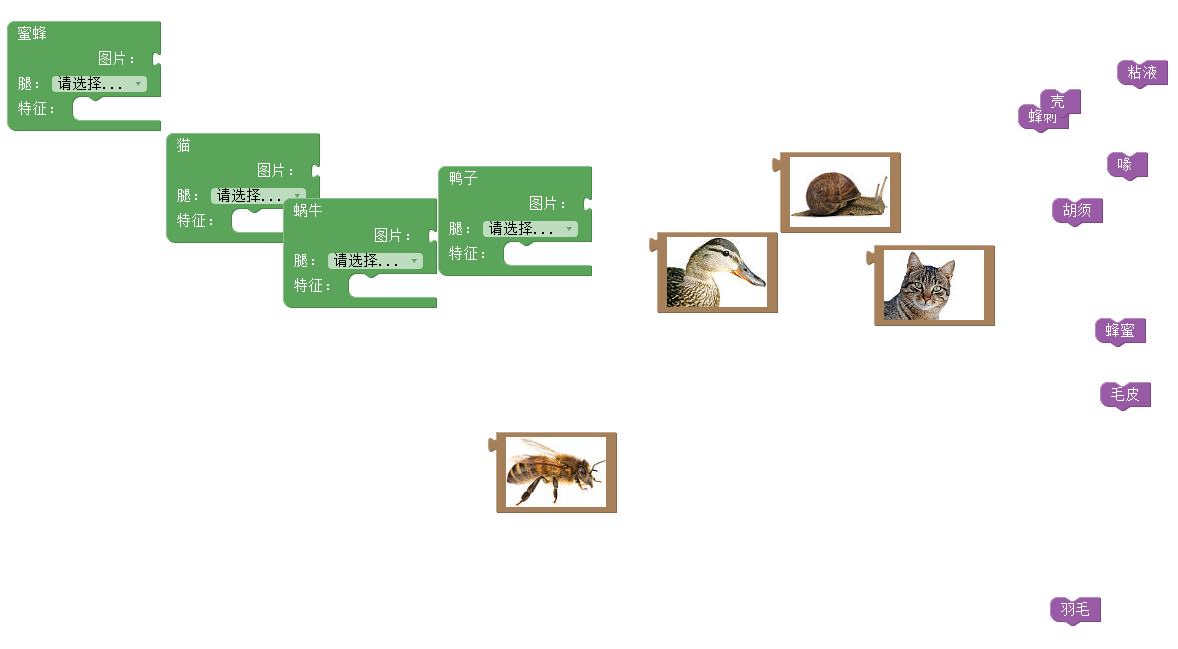 蜜蜂
图片：
腿： 请选择...
特征：
猫
图片：
腿： 请选择...
特征：
蜗牛
图片：
腿： 请选择...
特征：
鸭子
图片：
腿： 请选择...
特征：
粘液
壳
蜂刺
喙
胡须
蜂蜜
毛皮
羽毛